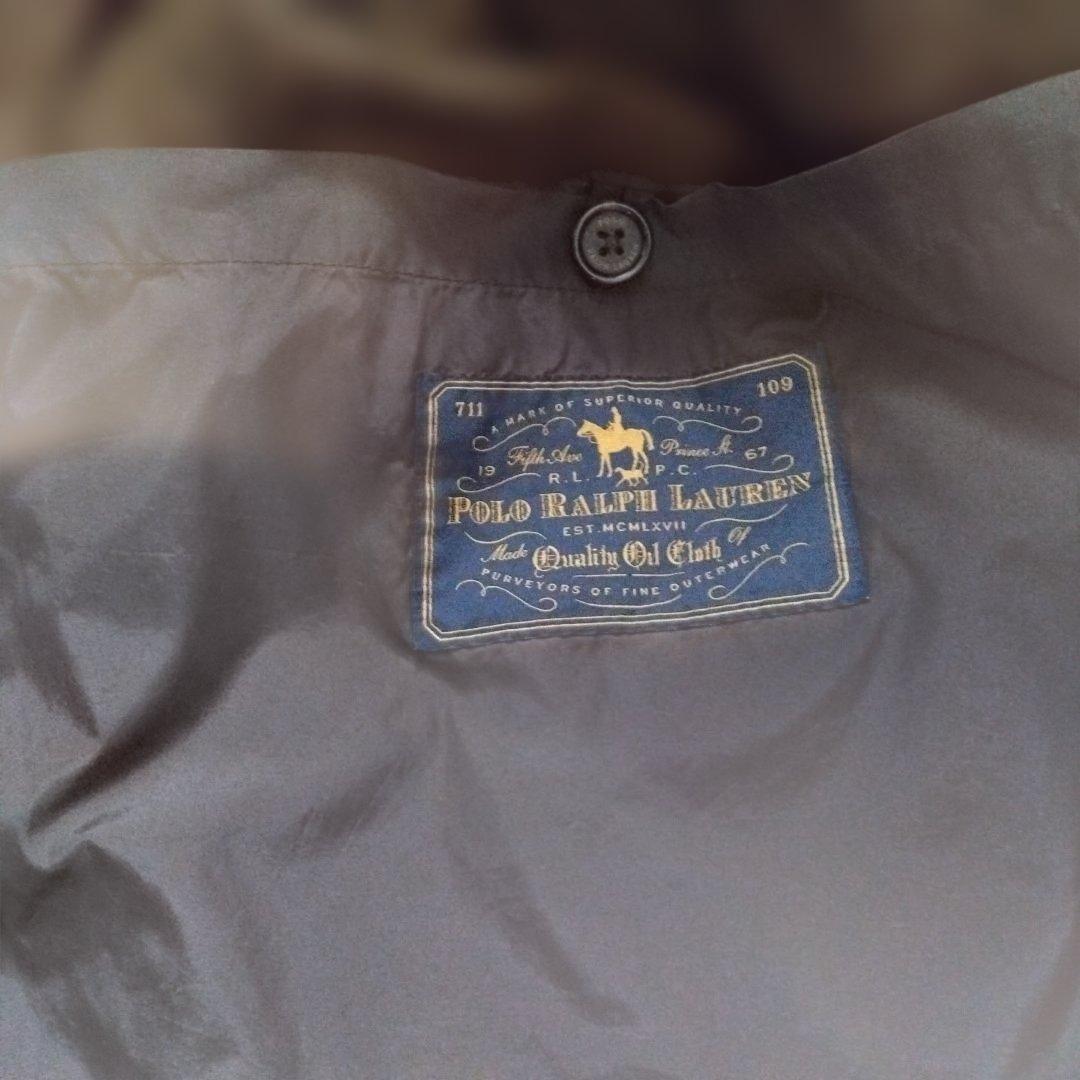 711 109
A MARK OF SUPERIOR QUALITY
Fifth Ave Prince St.
19 67
R.L. P.C.
POLO RALPH LAUREN
EST. MCMLXVII
Made Of
Quality Oil Cloth
PURVEYORS OF FINE OUTERWEAR